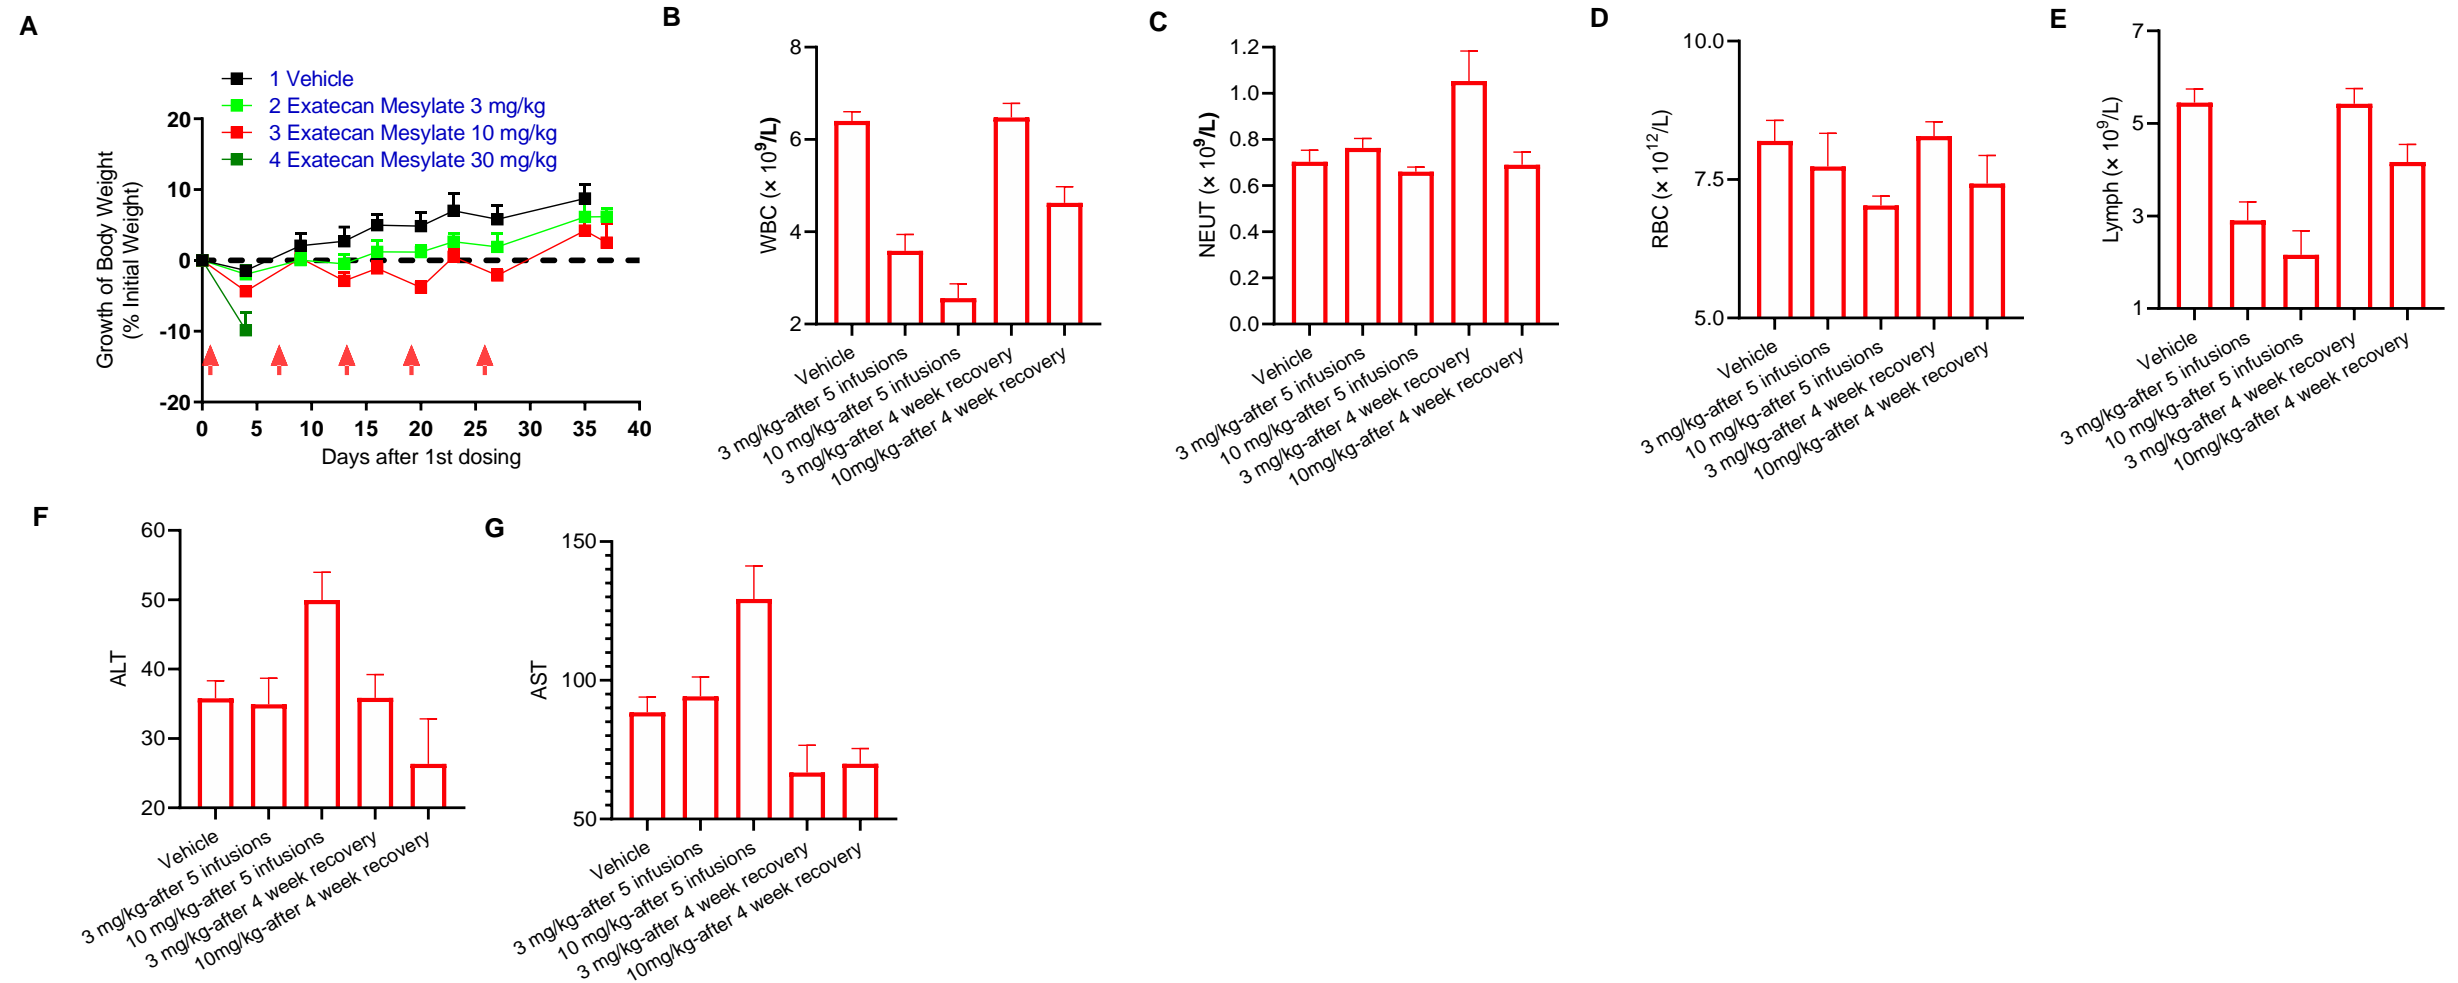 A
1 Vehicle
2 Exatecan Mesylate 3 mg/kg
3 Exatecan Mesylate 10 mg/kg
4 Exatecan Mesylate 30 mg/kg
Growth of Body Weight
(% Initial Weight)
20
10
0
-10
-20
0 5 10 15 20 25 30 35 40
Days after 1st dosing
B
WBC (× 10⁹/L)
8
6
4
2
Vehicle
3 mg/kg-after 5 infusions
10 mg/kg-after 5 infusions
3 mg/kg-after 4 week recovery
10mg/kg-after 4 week recovery
C
NEUT (× 10⁹/L)
1.2
1.0
0.8
0.6
0.4
0.2
0.0
Vehicle
3 mg/kg-after 5 infusions
10 mg/kg-after 5 infusions
3 mg/kg-after 4 week recovery
10mg/kg-after 4 week recovery
D
RBC (× 10¹²/L)
10.0
7.5
5.0
Vehicle
3 mg/kg-after 5 infusions
10 mg/kg-after 5 infusions
3 mg/kg-after 4 week recovery
10mg/kg-after 4 week recovery
E
Lymph (× 10⁹/L)
7
5
3
1
Vehicle
3 mg/kg-after 5 infusions
10 mg/kg-after 5 infusions
3 mg/kg-after 4 week recovery
10mg/kg-after 4 week recovery
F
ALT
60
50
40
30
20
Vehicle
3 mg/kg-after 5 infusions
10 mg/kg-after 5 infusions
3 mg/kg-after 4 week recovery
10mg/kg-after 4 week recovery
G
AST
150
100
50
Vehicle
3 mg/kg-after 5 infusions
10 mg/kg-after 5 infusions
3 mg/kg-after 4 week recovery
10mg/kg-after 4 week recovery